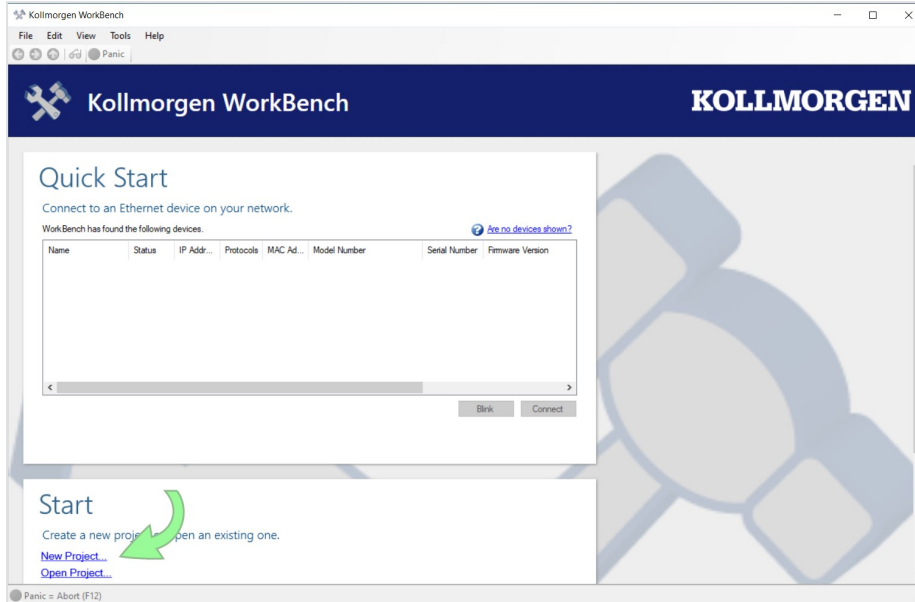 Kollmorgen WorkBench
File Edit View Tools Help
Panic
Kollmorgen WorkBench
KOLLMORGEN
Quick Start
Connect to an Ethernet device on your network.
WorkBench has found the following devices.
Are no devices shown?
Name Status IP Addr... Protocols MAC Ad... Model Number Serial Number Firmware Version
Blink Connect
Start
Create a new proje pen an existing one.
New Project...
Open Project...
Panic = Abort (F12)